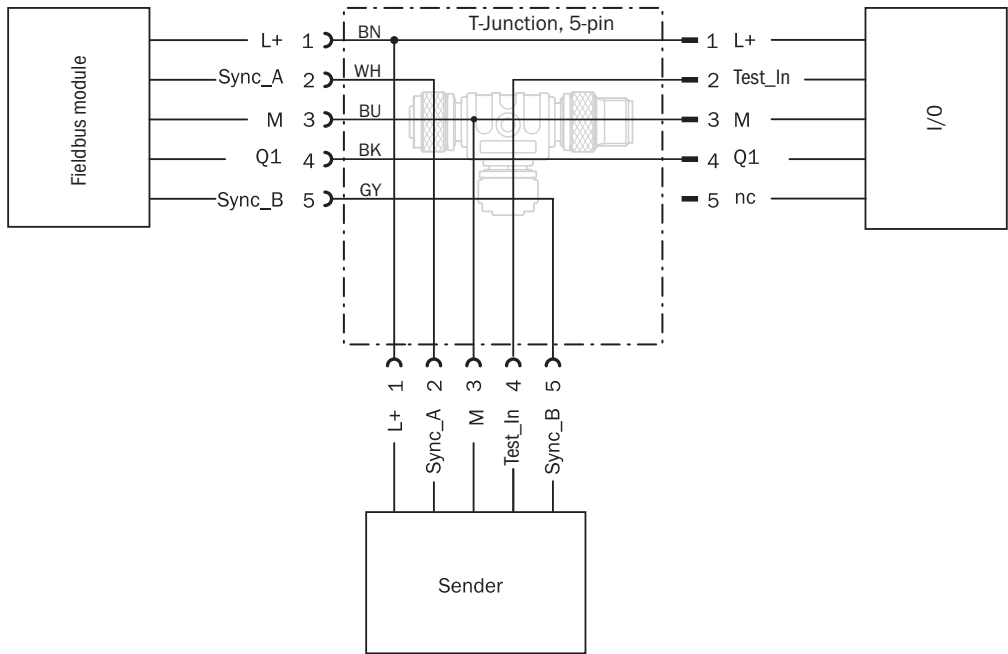 T-Junction, 5-pin
Fieldbus module
L+ 1 BN
Sync_A 2 WH
M 3 BU
Q1 4 BK
Sync_B 5 GY
1 L+
2 Test_In
3 M
4 Q1
5 nc
I/O
1 2 3 4 5
L+ Sync_A M Test_In Sync_B
Sender